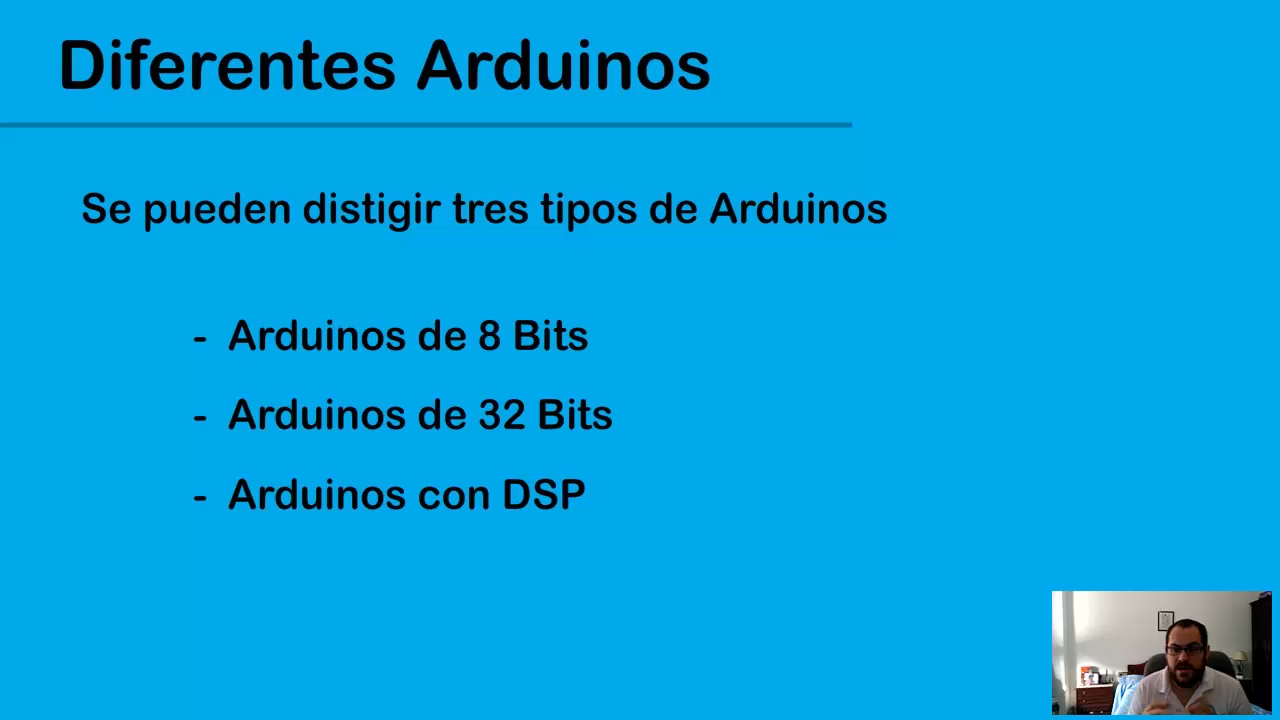 Diferentes Arduinos
Se pueden distigir tres tipos de Arduinos
- Arduinos de 8 Bits
- Arduinos de 32 Bits
- Arduinos con DSP